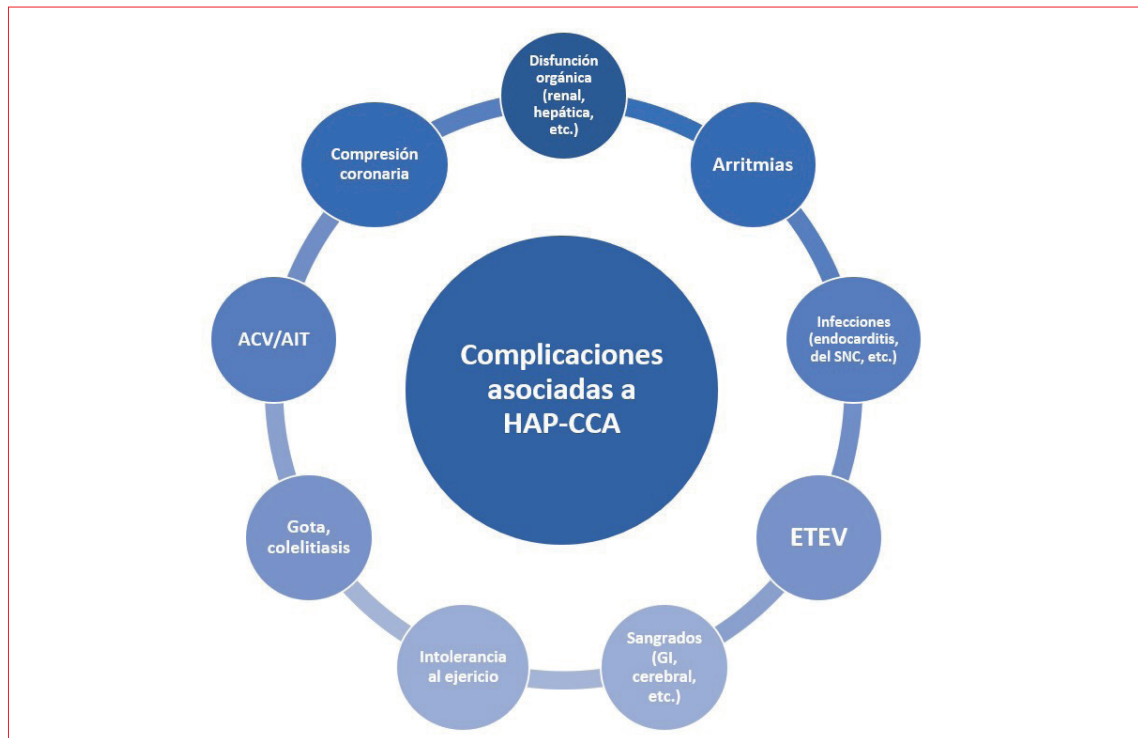 Disfunción
orgánica
(renal,
hepática,
etc.)
Arritmias
Infecciones
(endocarditis,
del SNC, etc.)
ETEV
Sangrados
(GI,
cerebral,
etc.)
Intolerancia
al ejericio
Gota,
colelitiasis
ACV/AIT
Compresión
coronaria
Complicaciones
asociadas a
HAP-CCA